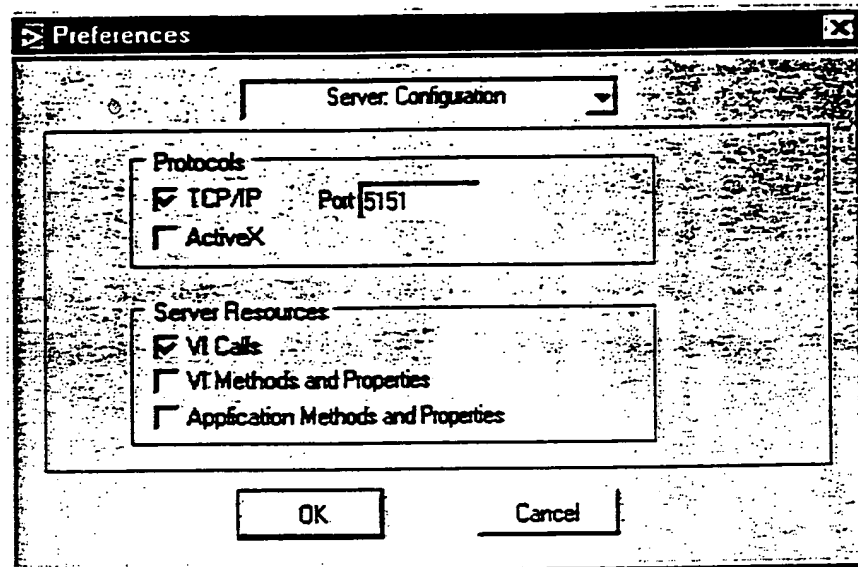 Preferences
Server: Configuration
Protocols
TCP/IP Port 5151
ActiveX
Server Resources
VI Calls
VI Methods and Properties
Application Methods and Properties
OK Cancel